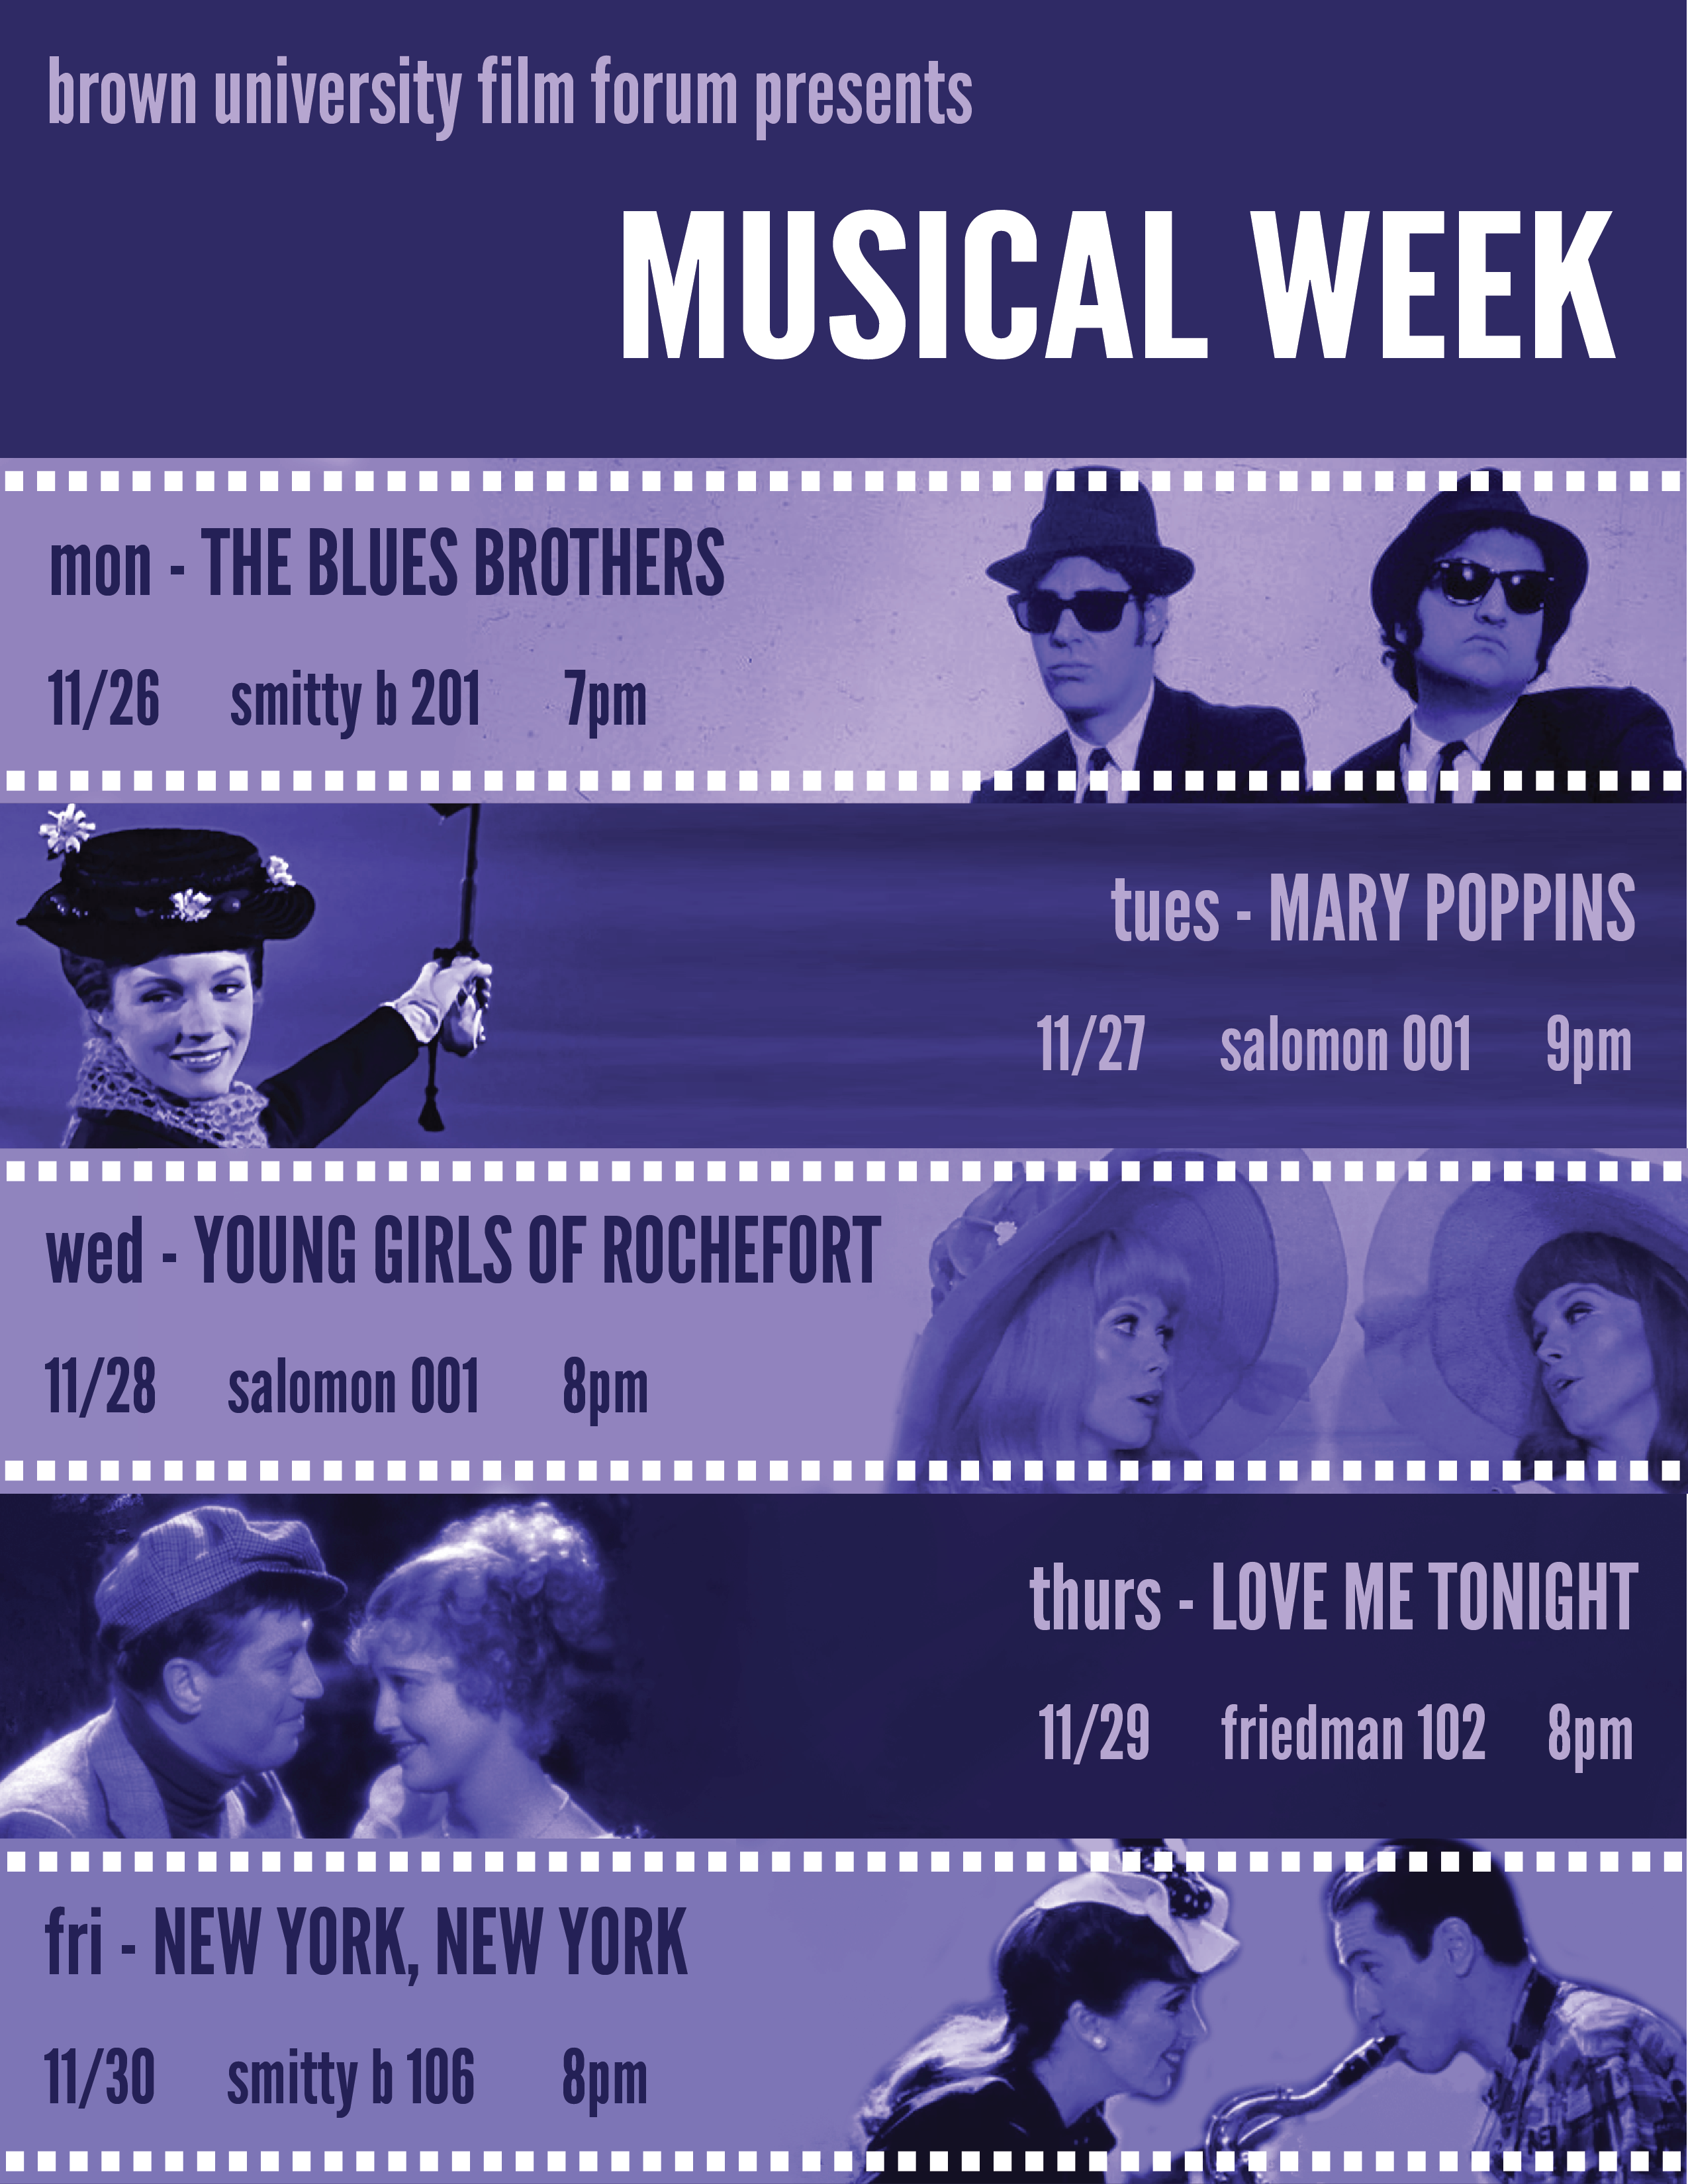 brown university film forum presents
MUSICAL WEEK
mon - THE BLUES BROTHERS
11/26 smitty b 201 7pm
tues - MARY POPPINS
11/27 salomon 001 9pm
wed - YOUNG GIRLS OF ROCHEFORT
11/28 salomon 001 8pm
thurs - LOVE ME TONIGHT
11/29 friedman 102 8pm
fri - NEW YORK, NEW YORK
11/30 smitty b 106 8pm